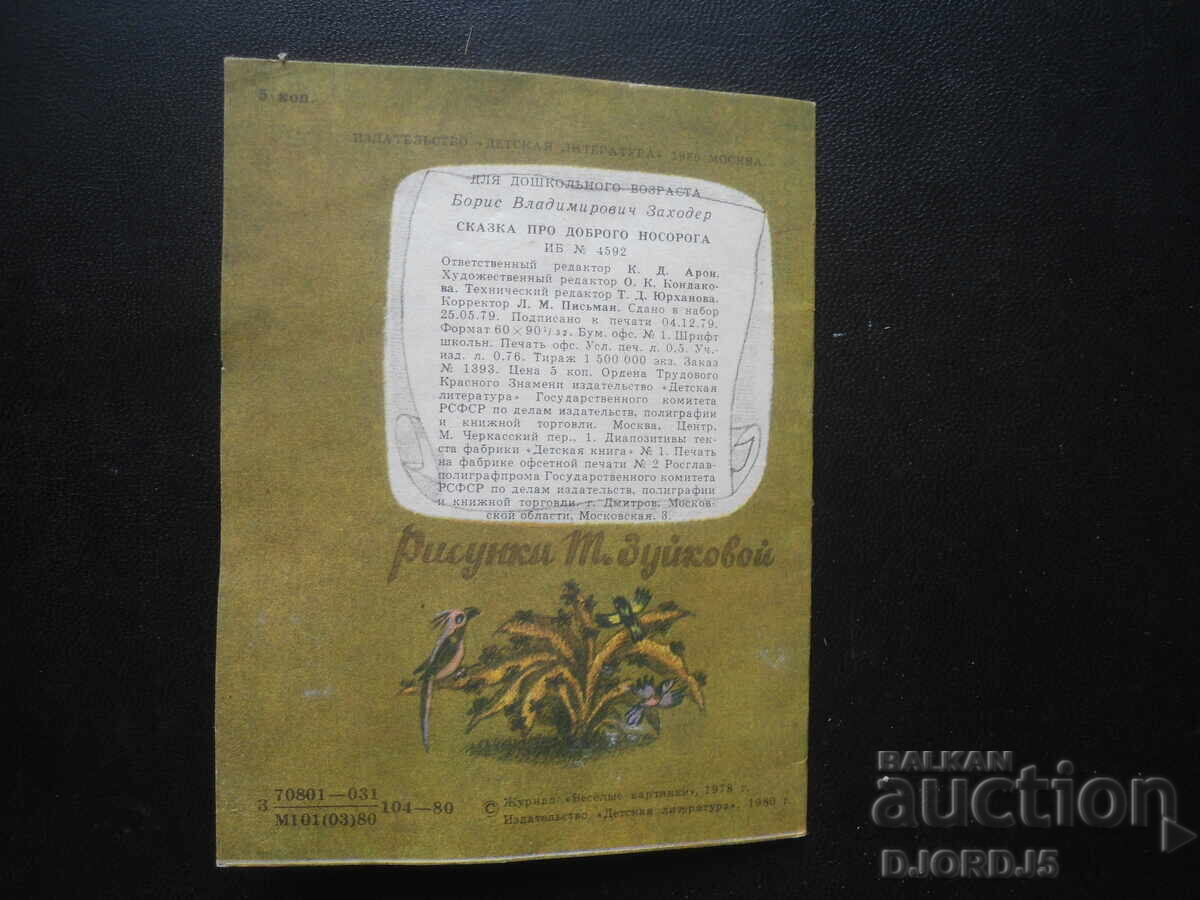 5 коп.
ИЗДАТЕЛЬСТВО «ДЕТСКАЯ ЛИТЕРАТУРА» 1980 МОСКВА
ДЛЯ ДОШКОЛЬНОГО ВОЗРАСТА
Борис Владимирович Заходер
СКАЗКА ПРО ДОБРОГО НОСОРОГА
ИБ № 4592
Ответственный редактор К. Д. Арон.
Художественный редактор О. К. Кондако-
ва. Технический редактор Т. Д. Юрханова.
Корректор Л. М. Письман. Сдано в набор
25.05.79. Подписано к печати 04.12.79.
Формат 60×90¹/₃₂. Бум. офс. № 1. Шрифт
школьн. Печать офс. Усл. печ. л. 0,5. Уч.-
изд. л. 0,76. Тираж 1 500 000 экз. Заказ
№ 1393. Цена 5 коп. Ордена Трудового
Красного Знамени издательство «Детская
литература» Государственного комитета
РСФСР по делам издательств, полиграфии
и книжной торговли. Москва, Центр,
М. Черкасский пер., 1. Диапозитивы тек-
ста фабрики «Детская книга» № 1. Печать
на фабрике офсетной печати № 2 Росглав-
полиграфпрома Государственного комитета
РСФСР по делам издательств, полиграфии
и книжной торговли. г. Дмитров, Москов-
ской области, Московская, 3.
Рисунки Т. Зуйковой
З 70801—031 104—80
М101(03)80
© Журнал «Весёлые картинки», 1978 г.
Издательство «Детская литература», 1980 г.
BALKAN
auction
DJORDJ5